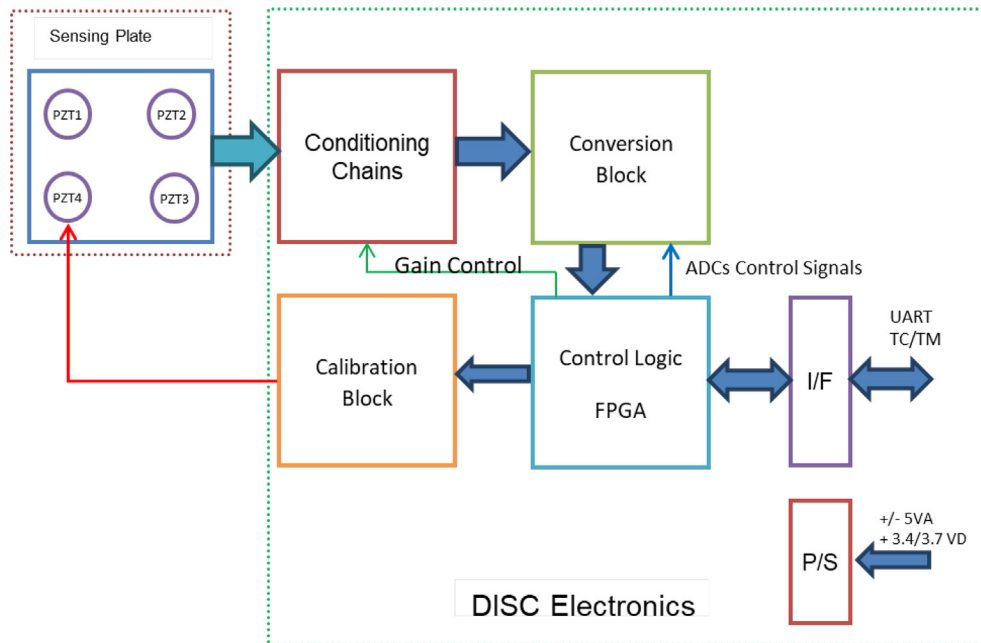 Sensing Plate
PZT1
PZT2
PZT4
PZT3
Conditioning
Chains
Conversion
Block
Gain Control
ADCs Control Signals
Calibration
Block
Control Logic
FPGA
I/F
UART
TC/TM
P/S
+/- 5VA
+ 3.4/3.7 VD
DISC Electronics